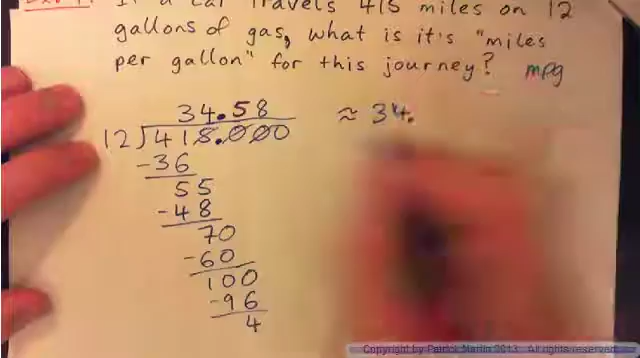 If a car travels 415 miles on 12
gallons of gas, what is it's "miles
per gallon" for this journey? mpg
34.58 ≈ 34.
12 415.000
-36
55
-48
70
-60
100
-96
4
Copyright by Patrick Martin 2013. All rights reserved.